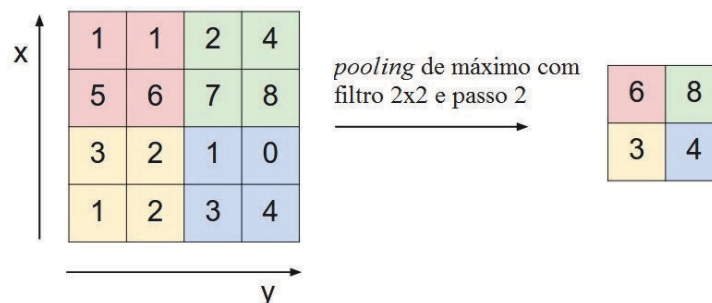 x
1 1 2 4
5 6 7 8
3 2 1 0
1 2 3 4
y
pooling de máximo com
filtro 2x2 e passo 2
6 8
3 4